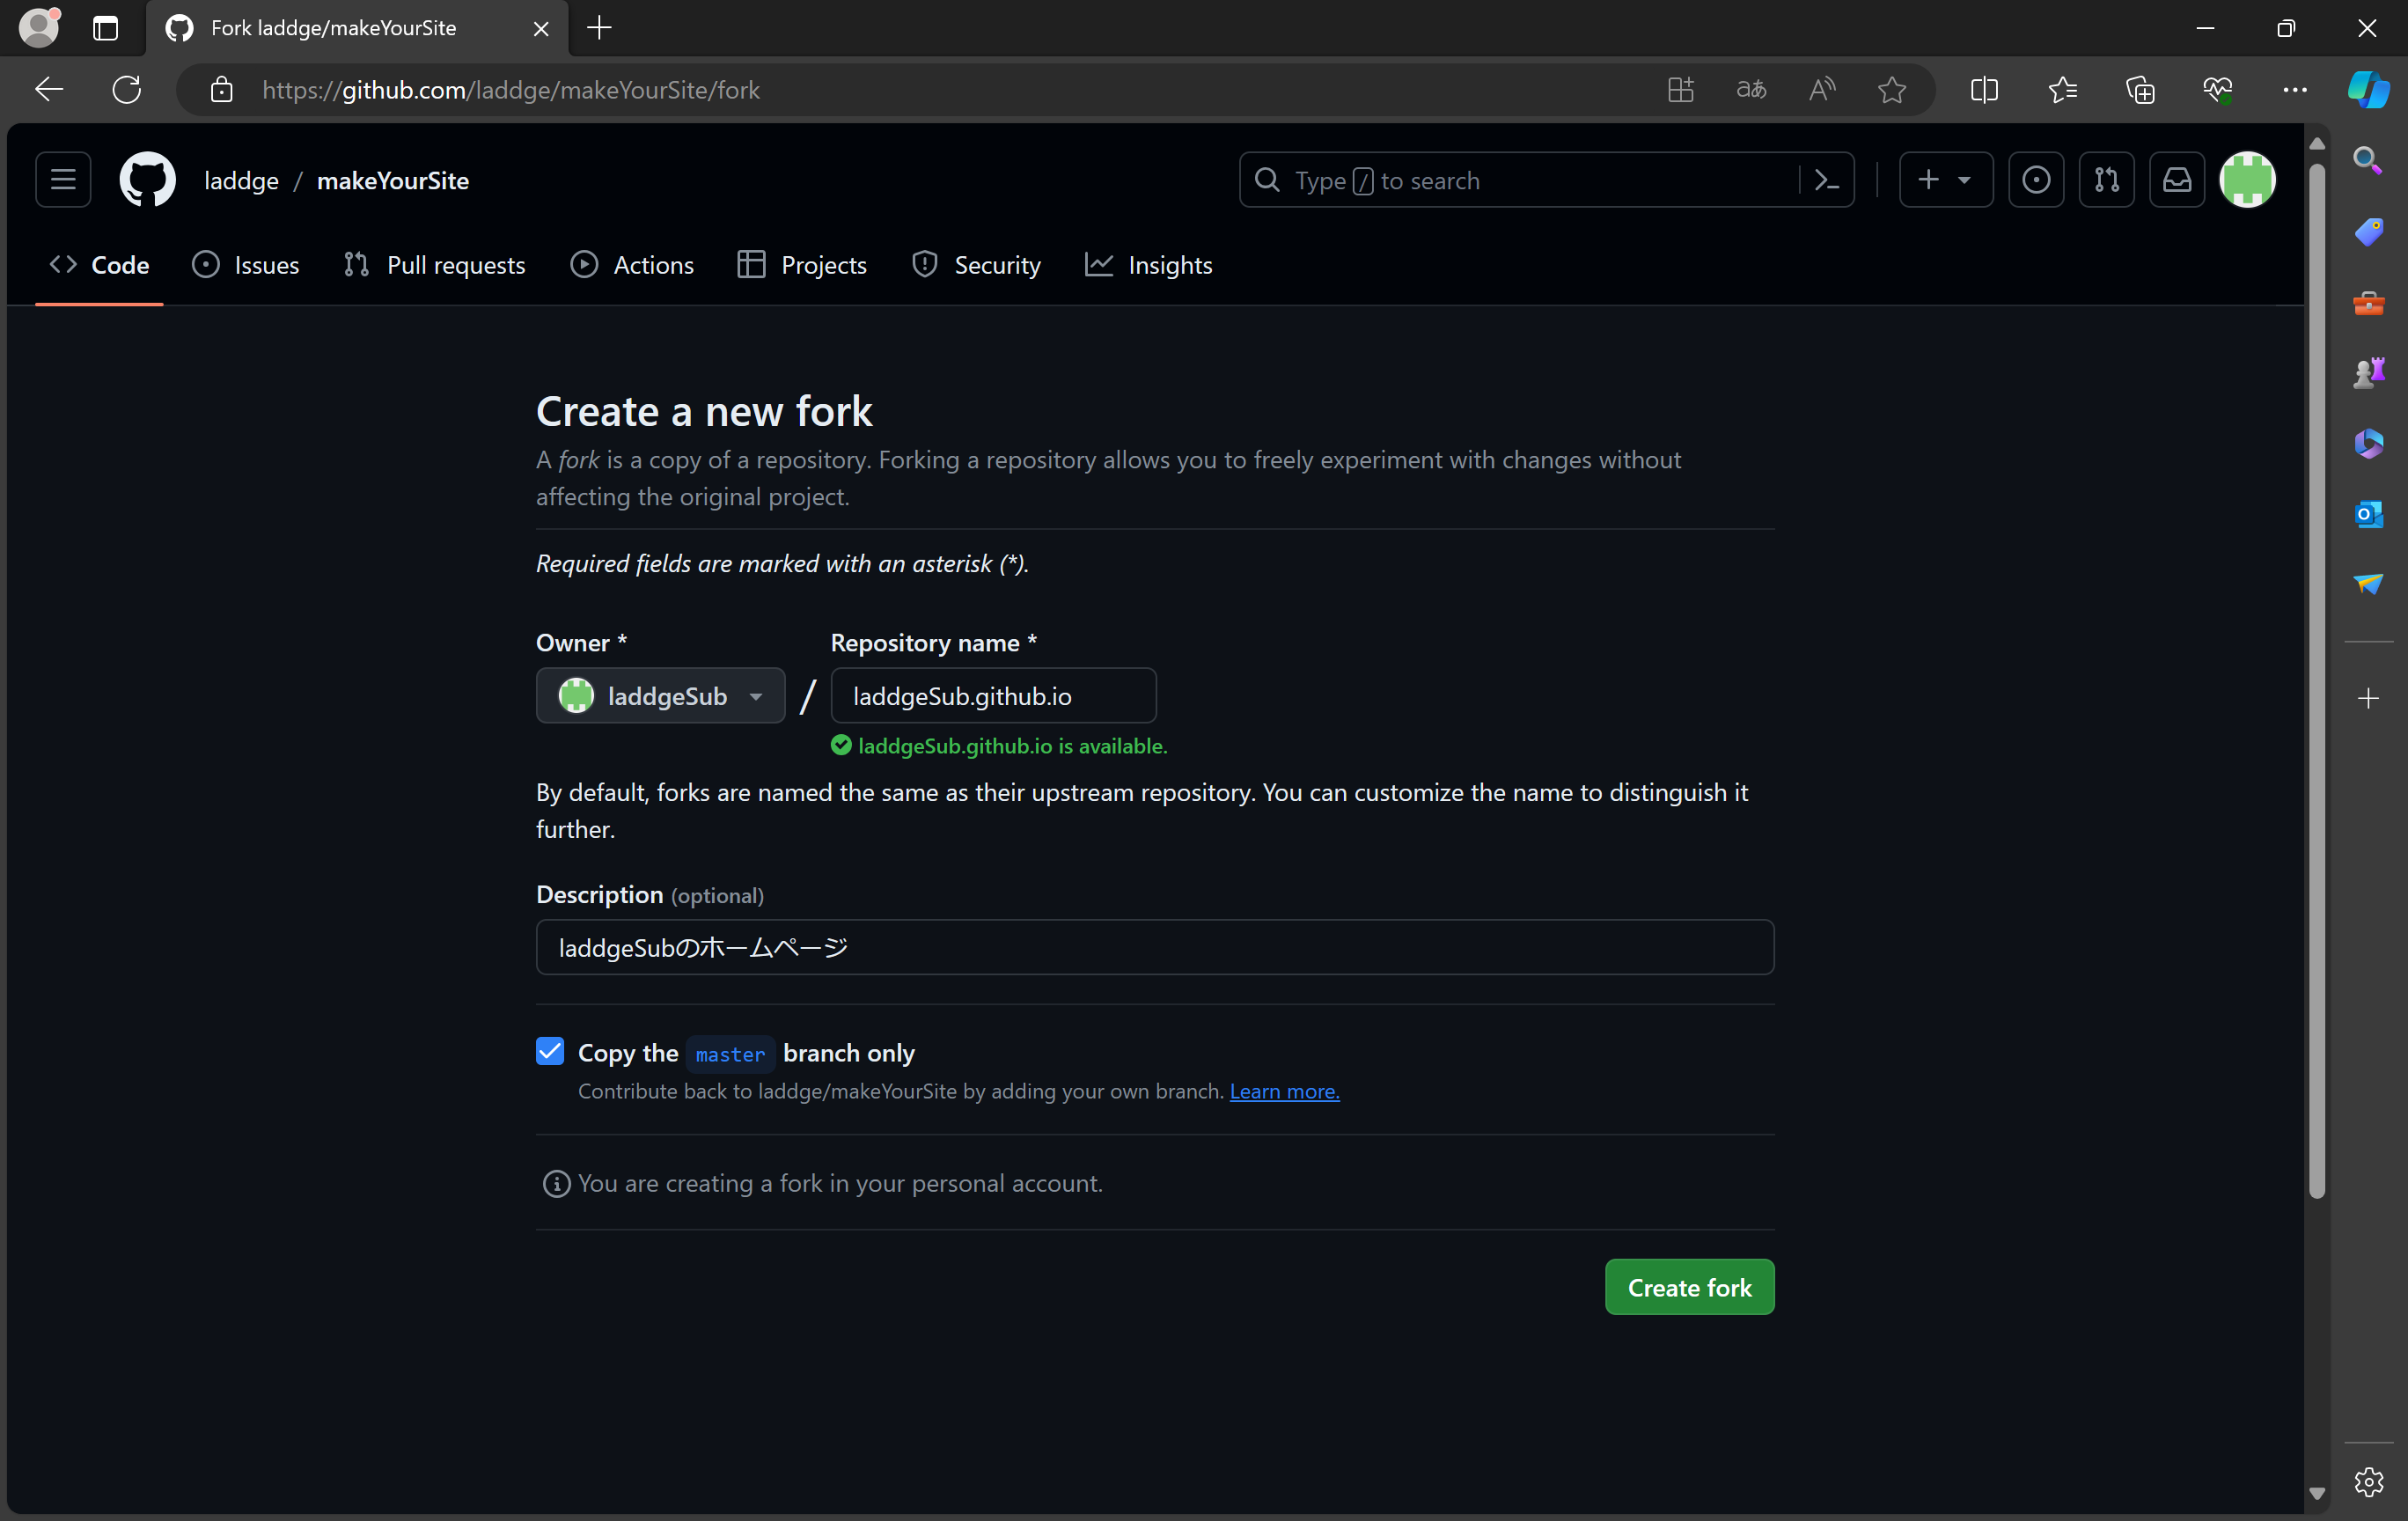 Fork laddge/makeYourSite
https://github.com/laddge/makeYourSite/fork
aあ
laddge / makeYourSite
Type / to search
Code
Issues
Pull requests
Actions
Projects
Security
Insights
Create a new fork
A fork is a copy of a repository. Forking a repository allows you to freely experiment with changes without
affecting the original project.
Required fields are marked with an asterisk (*).
Owner * Repository name *
laddgeSub / laddgeSub.github.io
laddgeSub.github.io is available.
By default, forks are named the same as their upstream repository. You can customize the name to distinguish it
further.
Description (optional)
laddgeSubのホームページ
Copy the master branch only
Contribute back to laddge/makeYourSite by adding your own branch. Learn more.
You are creating a fork in your personal account.
Create fork